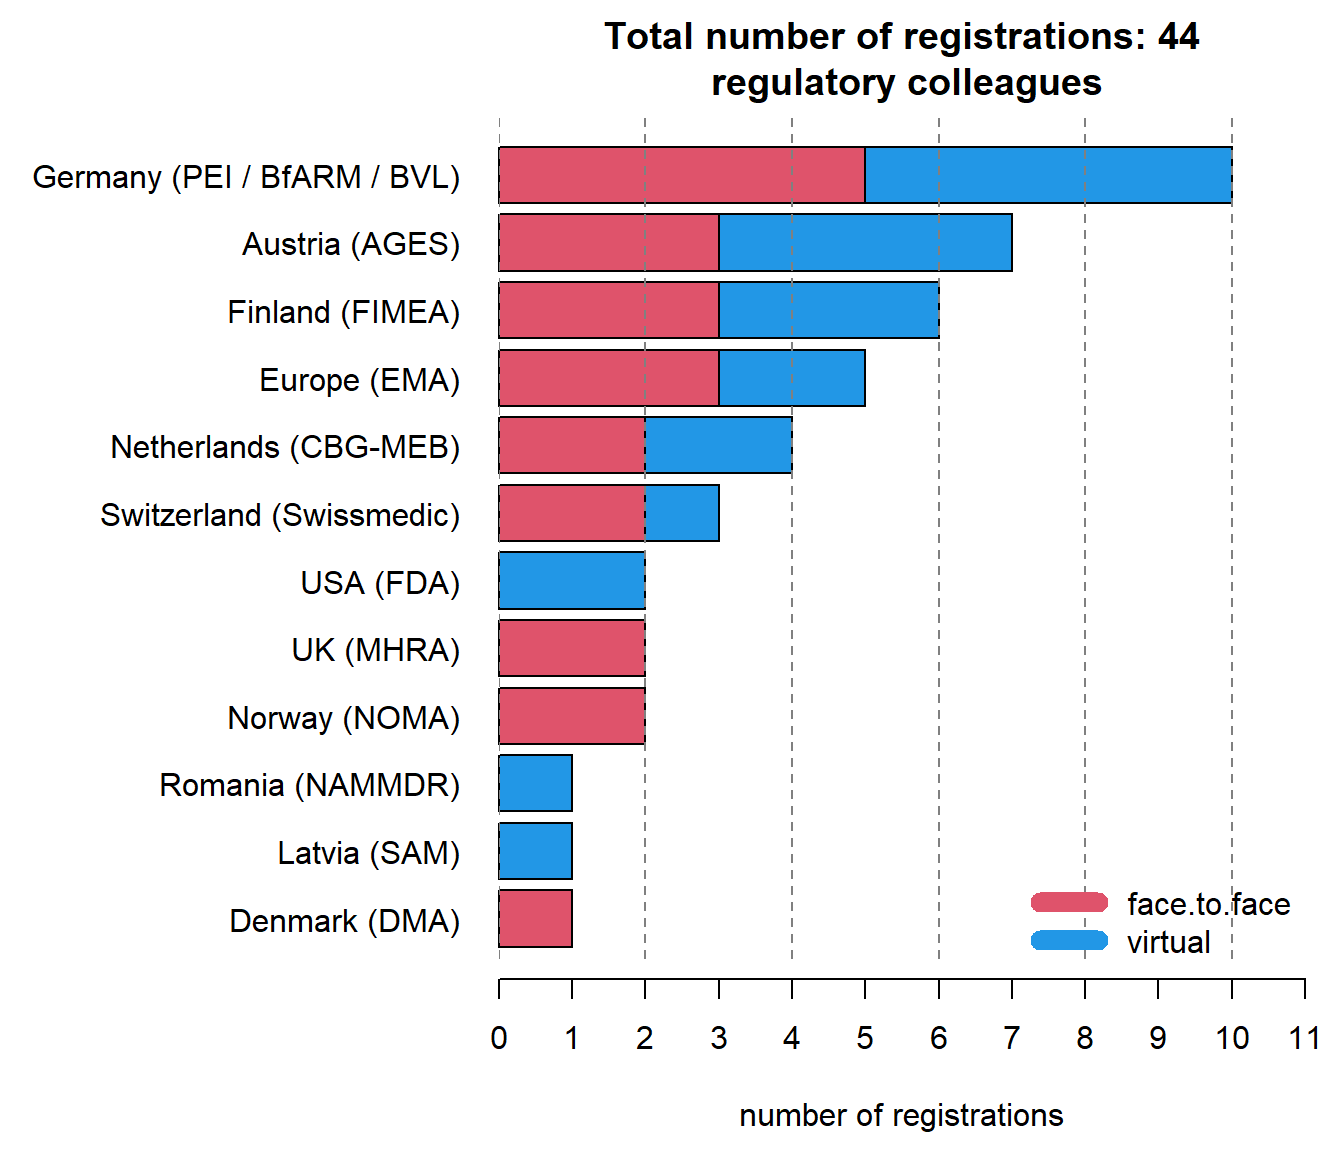 Total number of registrations: 44
regulatory colleagues
Germany (PEI / BfARM / BVL)
Austria (AGES)
Finland (FIMEA)
Europe (EMA)
Netherlands (CBG-MEB)
Switzerland (Swissmedic)
USA (FDA)
UK (MHRA)
Norway (NOMA)
Romania (NAMMDR)
Latvia (SAM)
Denmark (DMA)
face.to.face
virtual
0 1 2 3 4 5 6 7 8 9 10 11
number of registrations